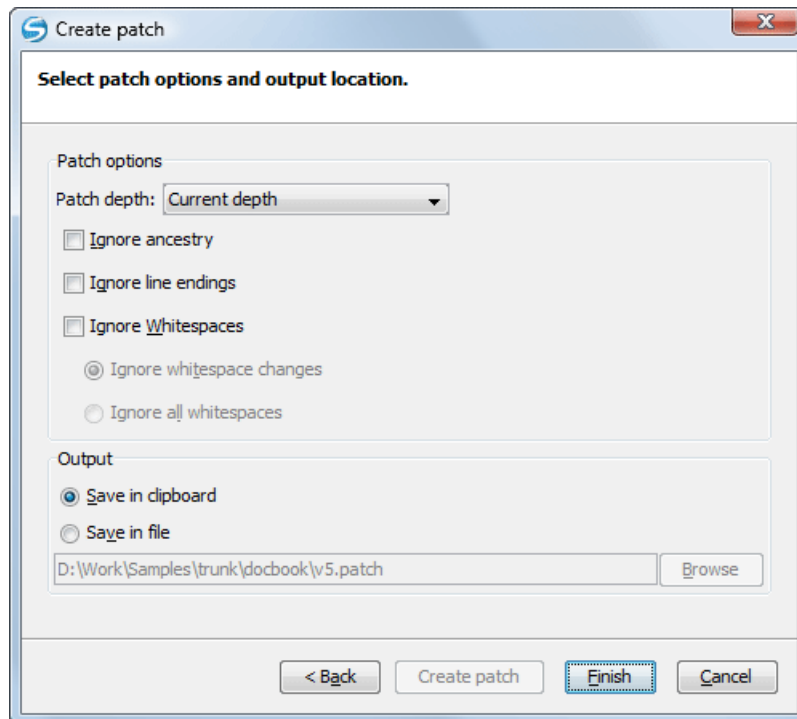 Create patch
Select patch options and output location.
Patch options
Patch depth: Current depth
Ignore ancestry
Ignore line endings
Ignore Whitespaces
Ignore whitespace changes
Ignore all whitespaces
Output
Save in clipboard
Save in file
D:\Work\Samples\trunk\docbook\v5.patch Browse
< Back Create patch Finish Cancel